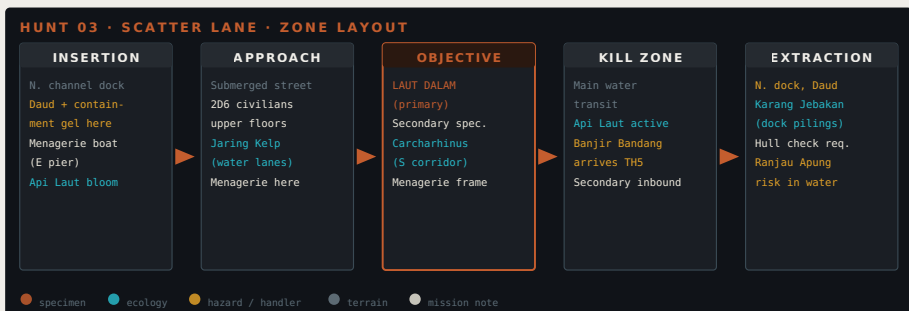 HUNT 03 · SCATTER LANE · ZONE LAYOUT
INSERTION
N. channel dock
Daud + contain-
ment gel here
Menagerie boat
(E pier)
Api Laut bloom
APPROACH
Submerged street
2D6 civilians
upper floors
Jaring Kelp
(water lanes)
Menagerie here
OBJECTIVE
LAUT DALAM
(primary)
Secondary spec.
Carcharhinus
(S corridor)
Menagerie frame
KILL ZONE
Main water
transit
Api Laut active
Banjir Bandang
arrives TH5
Secondary inbound
EXTRACTION
N. dock, Daud
Karang Jebakan
(dock pilings)
Hull check req.
Ranjau Apung
risk in water
specimen
ecology
hazard / handler
terrain
mission note